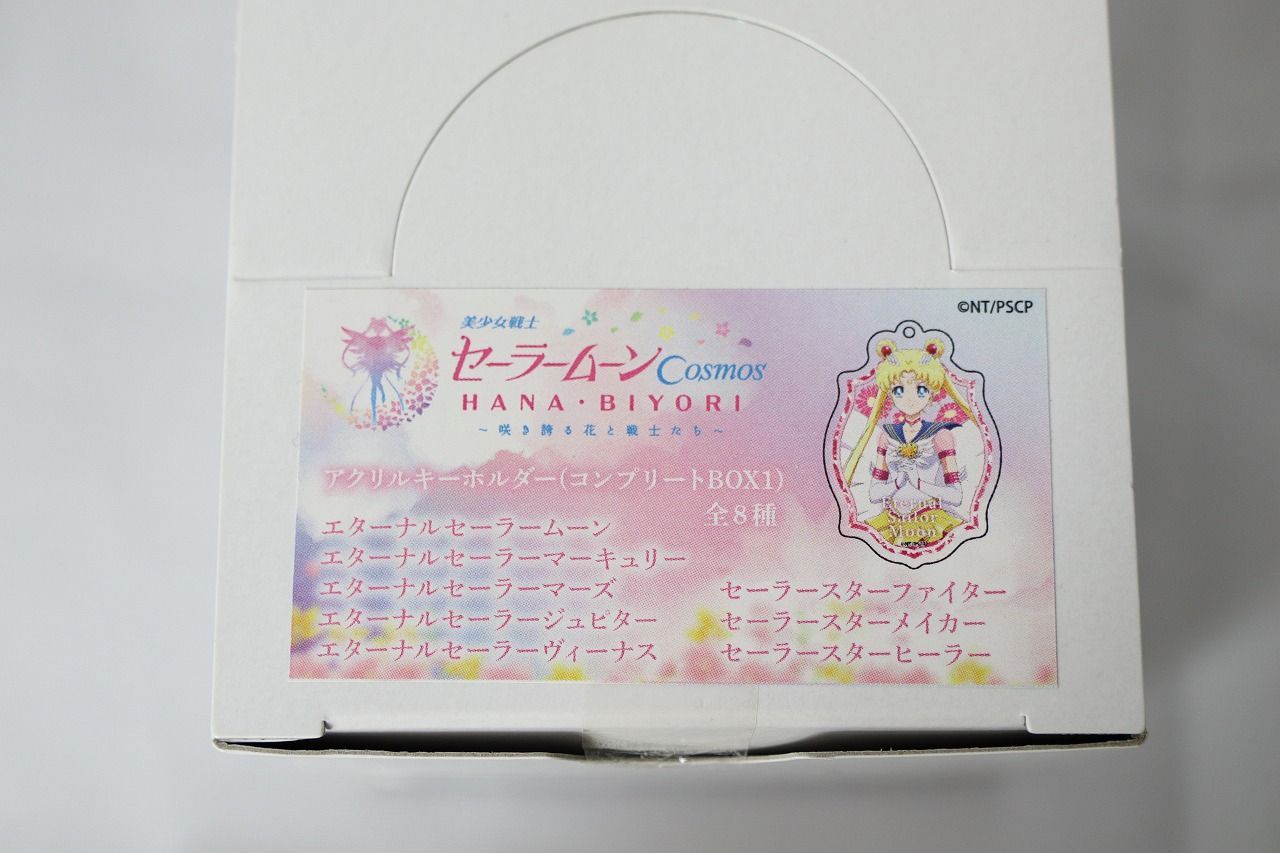 ©NT/PSCP
美少女戦士
セーラームーンCosmos
HANA・BIYORI
～咲き誇る花と戦士たち～
アクリルキーホルダー(コンプリートBOX1)
全8種
エターナルセーラームーン
エターナルセーラーマーキュリー
エターナルセーラーマーズ
エターナルセーラージュピター
エターナルセーラーヴィーナス
セーラースターファイター
セーラースターメイカー
セーラースターヒーラー
Eternal
Sailor
Moon